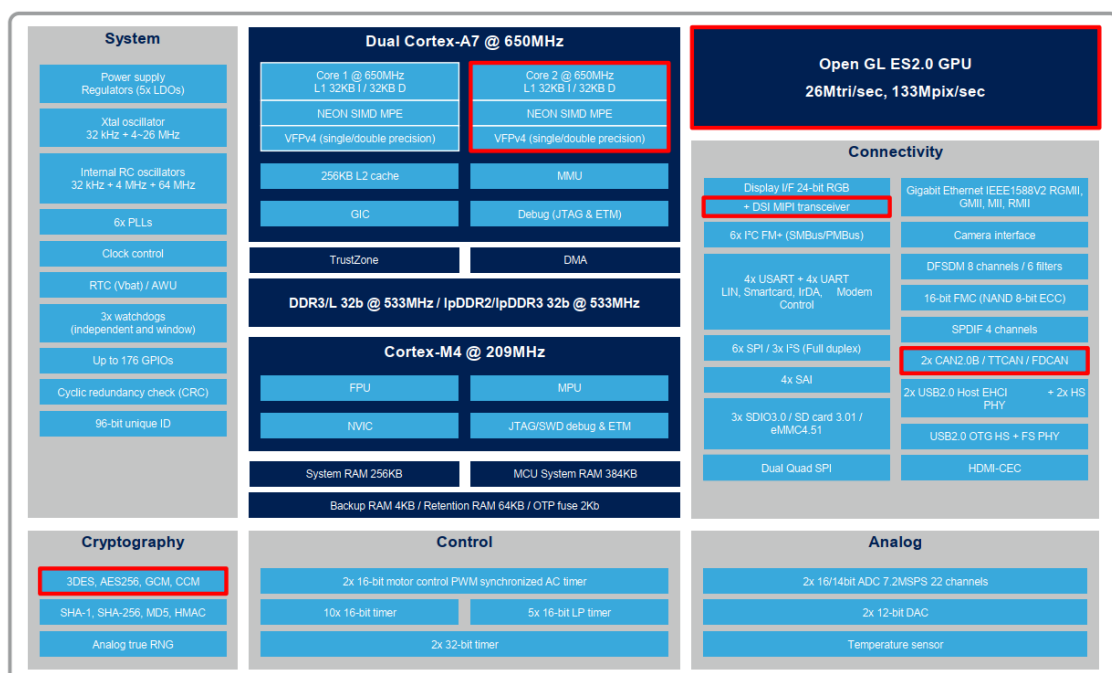 System
Power supply
Regulators (5x LDOs)
Xtal oscillator
32 kHz + 4~26 MHz
Internal RC oscillators
32 kHz + 4 MHz + 64 MHz
6x PLLs
Clock control
RTC (Vbat) / AWU
3x watchdogs
(independent and window)
Up to 176 GPIOs
Cyclic redundancy check (CRC)
96-bit unique ID
Dual Cortex-A7 @ 650MHz
Core 1 @ 650MHz
L1 32KB I / 32KB D
NEON SIMD MPE
VFPv4 (single/double precision)
Core 2 @ 650MHz
L1 32KB I / 32KB D
NEON SIMD MPE
VFPv4 (single/double precision)
256KB L2 cache
MMU
GIC
Debug (JTAG & ETM)
TrustZone
DMA
DDR3/L 32b @ 533MHz / lpDDR2/lpDDR3 32b @ 533MHz
Cortex-M4 @ 209MHz
FPU
MPU
NVIC
JTAG/SWD debug & ETM
System RAM 256KB
MCU System RAM 384KB
Backup RAM 4KB / Retention RAM 64KB / OTP fuse 2Kb
Open GL ES2.0 GPU
26Mtri/sec, 133Mpix/sec
Connectivity
Display I/F 24-bit RGB
+ DSI MIPI transceiver
6x I²C FM+ (SMBus/PMBus)
4x USART + 4x UART
LIN, Smartcard, IrDA, Modem
Control
6x SPI / 3x I²S (Full duplex)
4x SAI
3x SDIO3.0 / SD card 3.01 /
eMMC4.51
Dual Quad SPI
Gigabit Ethernet IEEE1588V2 RGMII,
GMII, MII, RMII
Camera interface
DFSDM 8 channels / 6 filters
16-bit FMC (NAND 8-bit ECC)
SPDIF 4 channels
2x CAN2.0B / TTCAN / FDCAN
2x USB2.0 Host EHCI + 2x HS
PHY
USB2.0 OTG HS + FS PHY
HDMI-CEC
Cryptography
3DES, AES256, GCM, CCM
SHA-1, SHA-256, MD5, HMAC
Analog true RNG
Control
2x 16-bit motor control PWM synchronized AC timer
10x 16-bit timer
5x 16-bit LP timer
2x 32-bit timer
Analog
2x 16/14bit ADC 7.2MSPS 22 channels
2x 12-bit DAC
Temperature sensor